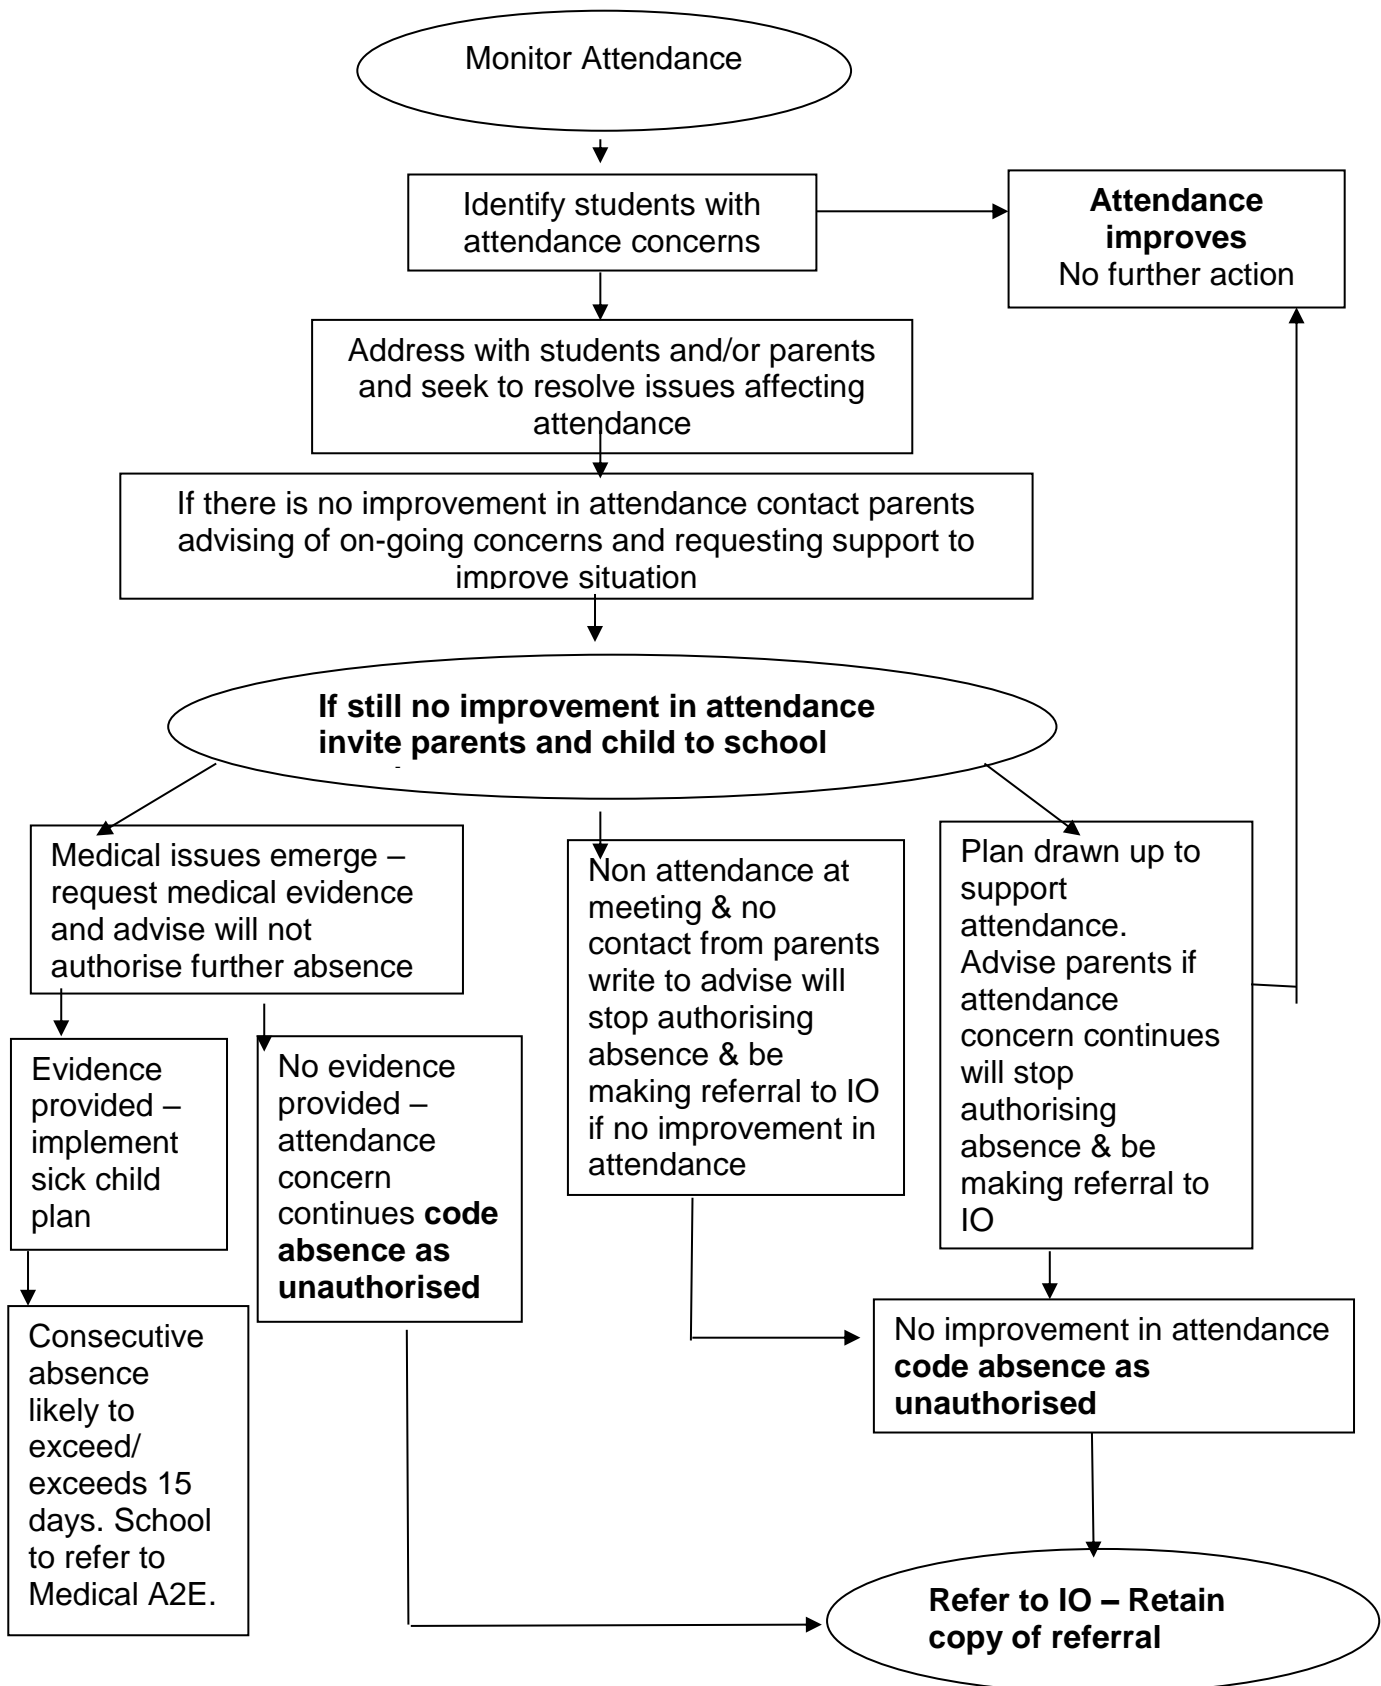 Monitor Attendance
Identify students with
attendance concerns
Attendance
improves
No further action
Address with students and/or parents
and seek to resolve issues affecting
attendance
If there is no improvement in attendance contact parents
advising of on-going concerns and requesting support to
improve situation
If still no improvement in attendance
invite parents and child to school
Medical issues emerge –
request medical evidence
and advise will not
authorise further absence
Non attendance at
meeting & no
contact from parents
write to advise will
stop authorising
absence & be
making referral to IO
if no improvement in
attendance
Plan drawn up to
support
attendance.
Advise parents if
attendance
concern continues
will stop
authorising
absence & be
making referral to
IO
Evidence
provided –
implement
sick child
plan
No evidence
provided –
attendance
concern
continues code
absence as
unauthorised
Consecutive
absence
likely to
exceed/
exceeds 15
days. School
to refer to
Medical A2E.
No improvement in attendance
code absence as
unauthorised
Refer to IO – Retain
copy of referral